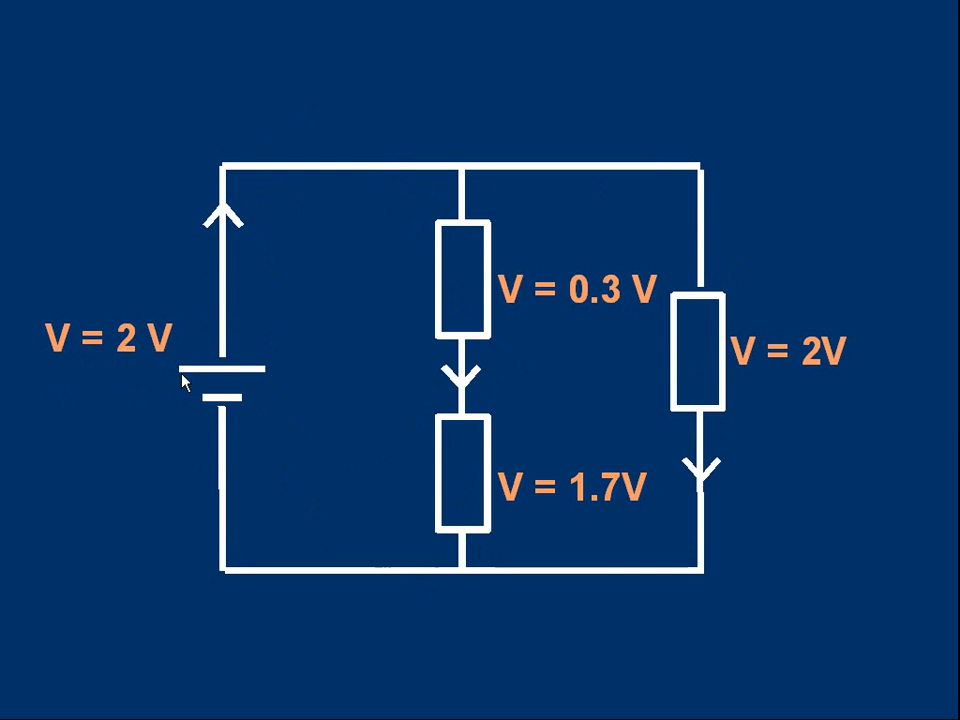 V = 2 V
V = 0.3 V
V = 2V
V = 1.7V